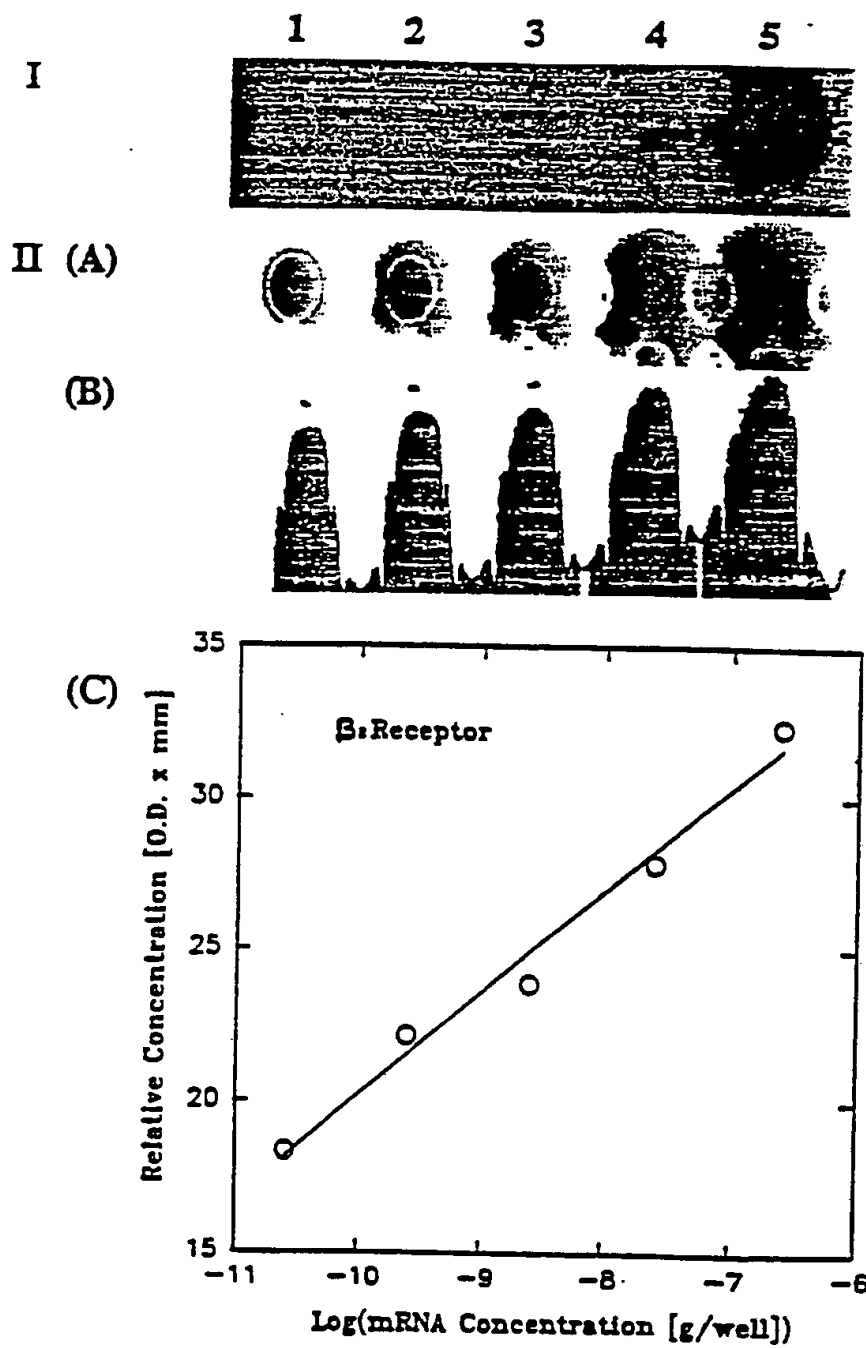 1 2 3 4 5
I
II (A)
(B)
(C)
35
30
25
20
15
Relative Concentration [O.D. x mm]
β₂Receptor
-11 -10 -9 -8 -7 -6
Log(mRNA Concentration [g/well])